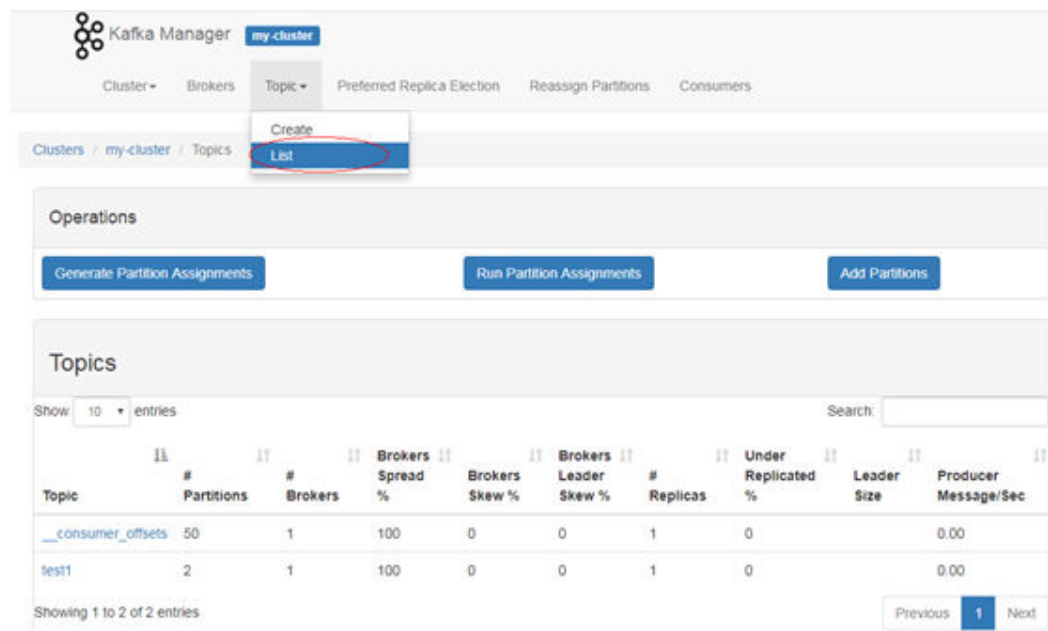 Kafka Manager my-cluster
Cluster Brokers Topic Preferred Replica Election Reassign Partitions Consumers
Create
List
Clusters / my-cluster / Topics
Operations
Generate Partition Assignments Run Partition Assignments Add Partitions
Topics
Show 10 entries Search:
Topic # Partitions # Brokers Brokers Spread % Brokers Skew % Brokers Leader Skew % # Replicas Under Replicated % Leader Size Producer Message/Sec
__consumer_offsets 50 1 100 0 0 1 0 0.00
test1 2 1 100 0 0 1 0 0.00
Showing 1 to 2 of 2 entries
Previous 1 Next